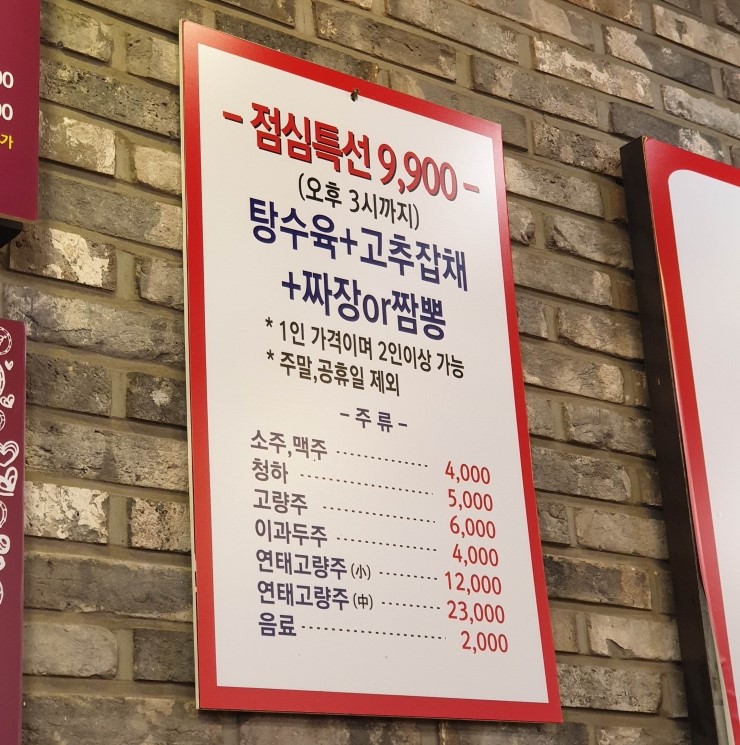 00
00
가
- 점심특선 9,900 -
(오후 3시까지)
탕수육+고추잡채
+짜장or짬뽕
* 1인 가격이며 2인이상 가능
* 주말,공휴일 제외
- 주 류 -
소주,맥주 ............... 4,000
청하 ............... 5,000
고량주 ............... 6,000
이과두주 ............... 4,000
연태고량주 (小) ......... 12,000
연태고량주 (中) ......... 23,000
음료 ............... 2,000